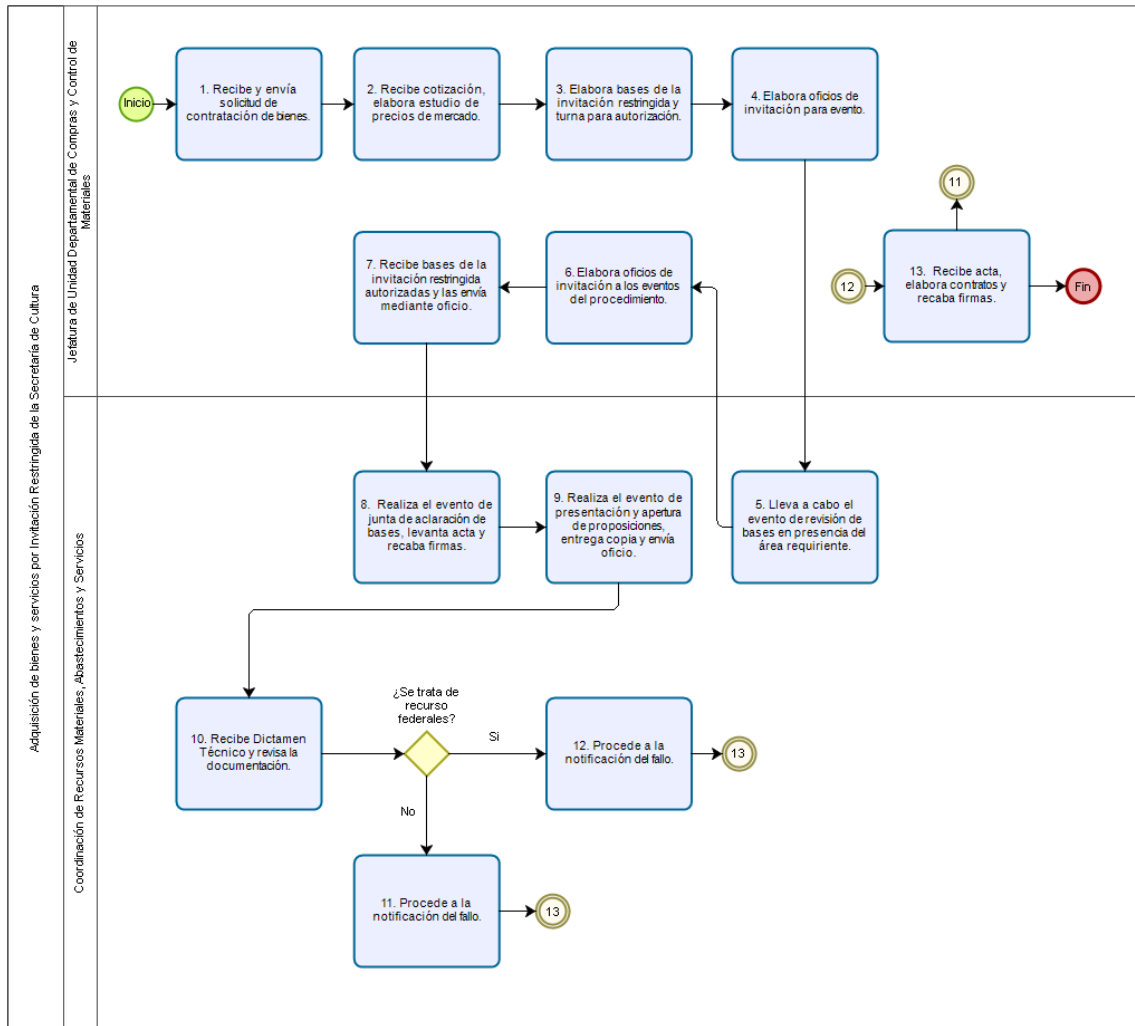 Adquisición de bienes y servicios por Invitación Restringida de la Secretaría de Cultura
Jefatura de Unidad Departamental de Compras y Control de
Materiales
Inicio
1. Recibe y envía
solicitud de
contratación de bienes.
2. Recibe cotización,
elabora estudio de
precios de mercado.
3. Elabora bases de la
invitación restringida y
turna para autorización.
4. Elabora oficios de
invitación para evento.
7. Recibe bases de la
invitación restringida
autorizadas y las envía
mediante oficio.
6. Elabora oficios de
invitación a los eventos
del procedimiento.
11
12
13. Recibe acta,
elabora contratos y
recaba firmas.
Fin
Coordinación de Recursos Materiales, Abastecimientos y Servicios
8. Realiza el evento de
junta de aclaración de
bases, levanta acta y
recaba firmas.
9. Realiza el evento de
presentación y apertura
de proposiciones,
entrega copia y envía
oficio.
5. Lleva a cabo el
evento de revisión de
bases en presencia del
área requiriente.
10. Recibe Dictamen
Técnico y revisa la
documentación.
¿Se trata de
recurso
federales?
Si
12. Procede a la
notificación del fallo.
13
No
11. Procede a la
notificación del fallo.
13